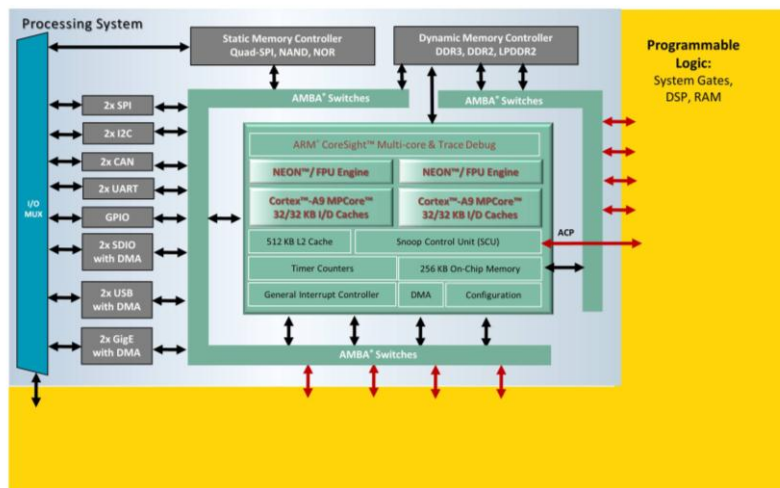 Processing System
Static Memory Controller
Quad-SPI, NAND, NOR
Dynamic Memory Controller
DDR3, DDR2, LPDDR2
Programmable
Logic:
System Gates,
DSP, RAM
AMBA® Switches
AMBA® Switches
2x SPI
2x I2C
2x CAN
2x UART
GPIO
2x SDIO
with DMA
2x USB
with DMA
2x GigE
with DMA
I/O
MUX
ARM® CoreSight™ Multi-core & Trace Debug
NEON™/ FPU Engine
NEON™/ FPU Engine
Cortex™-A9 MPCore™
32/32 KB I/D Caches
Cortex™-A9 MPCore™
32/32 KB I/D Caches
512 KB L2 Cache
Snoop Control Unit (SCU)
ACP
Timer Counters
256 KB On-Chip Memory
General Interrupt Controller
DMA
Configuration
AMBA® Switches